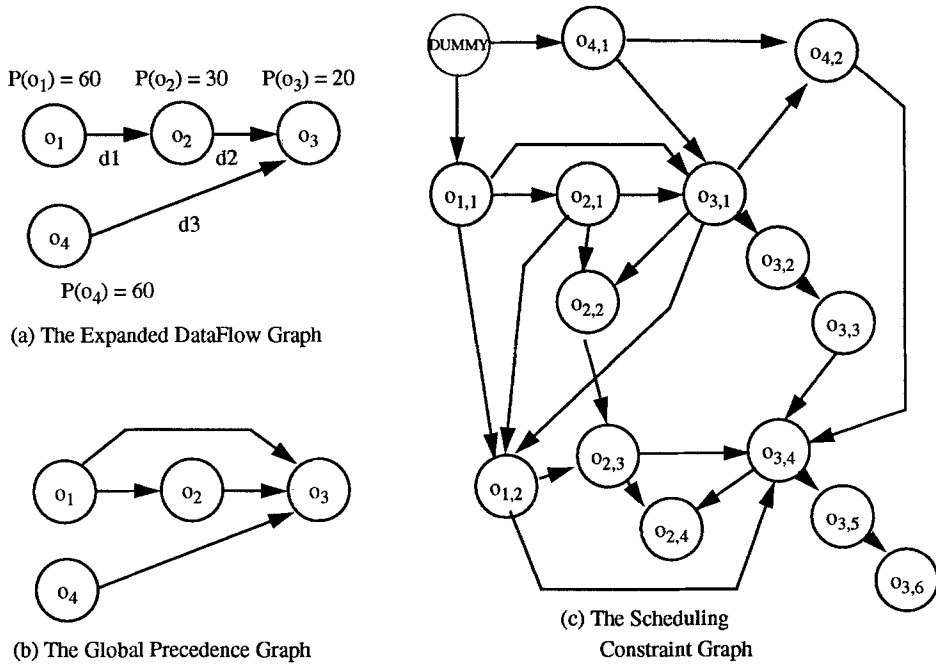 P(o1) = 60 P(o2) = 30 P(o3) = 20
o1 o2 o3
d1 d2
d3
o4
P(o4) = 60
(a) The Expanded DataFlow Graph
o1 o2 o3
o4
(b) The Global Precedence Graph
DUMMY o4,1 o4,2
o1,1 o2,1 o3,1
o3,2
o2,2 o3,3
o1,2 o2,3 o3,4
o2,4 o3,5
o3,6
(c) The Scheduling
Constraint Graph